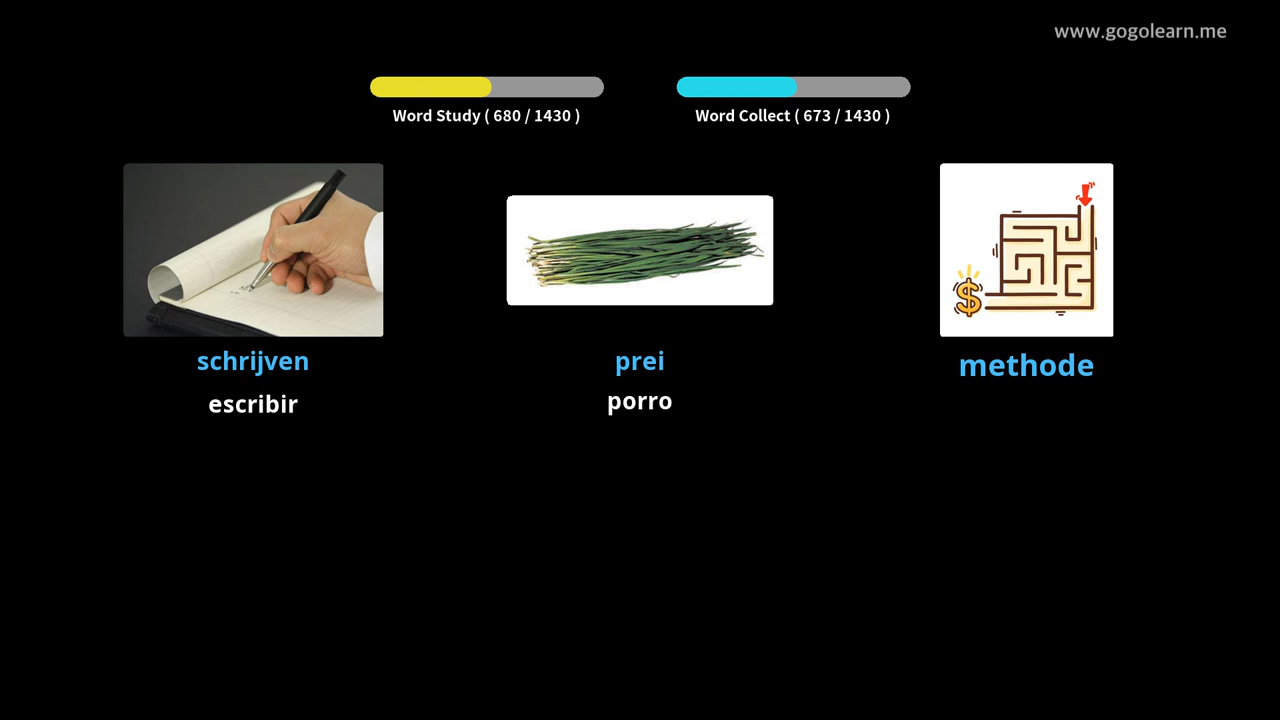 www.gogolearn.me
Word Study ( 680 / 1430 )
Word Collect ( 673 / 1430 )
schrijven
escribir
prei
porro
methode
$